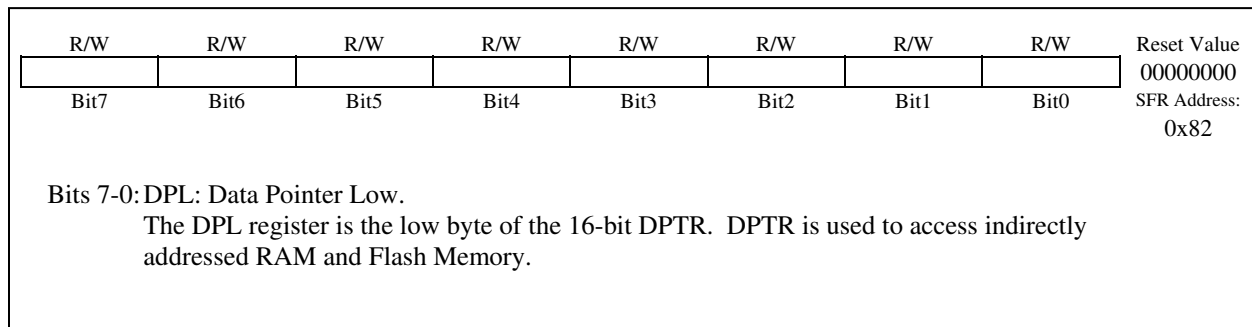 R/W R/W R/W R/W R/W R/W R/W R/W Reset Value
00000000
Bit7 Bit6 Bit5 Bit4 Bit3 Bit2 Bit1 Bit0 SFR Address:
0x82
Bits 7-0: DPL: Data Pointer Low.
The DPL register is the low byte of the 16-bit DPTR. DPTR is used to access indirectly
addressed RAM and Flash Memory.